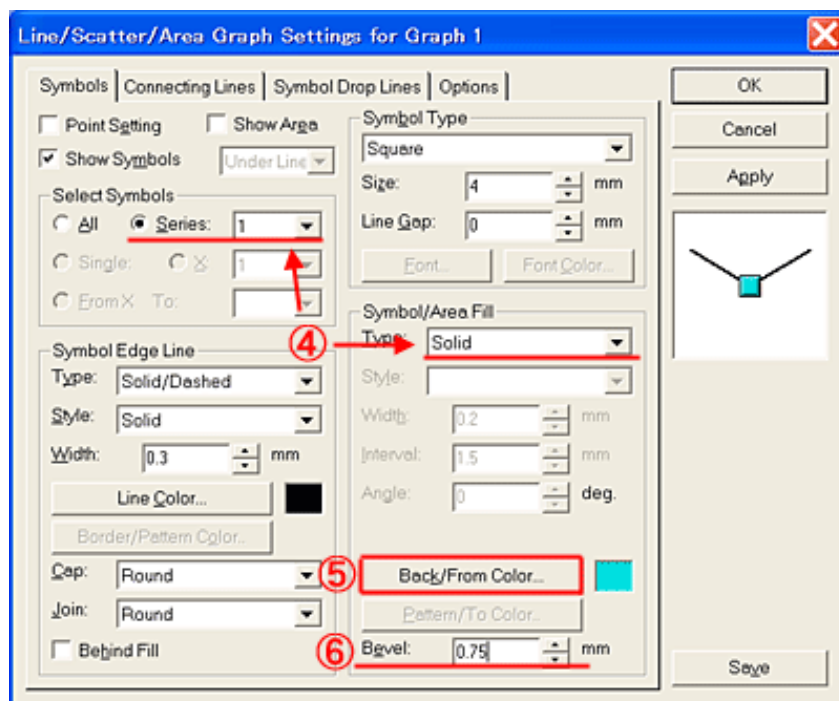 Line/Scatter/Area Graph Settings for Graph 1
Symbols
Connecting Lines
Symbol Drop Lines
Options
Point Setting
Show Area
Show Symbols
Under Line
Select Symbols
All
Series:
1
Single:
X
1
From X
To:
④
Symbol Edge Line
Type:
Solid/Dashed
Style:
Solid
Width:
0.3
mm
Line Color...
Border/Pattern Color..
Cap:
Round
Join:
Round
Behind Fill
Symbol Type
Square
Size:
4
mm
Line Gap:
0
mm
Font...
Font Color...
Symbol/Area Fill
Type:
Solid
Style:
Width:
0.2
mm
Interval:
1.5
mm
Angle:
0
deg.
⑤
Back/From Color...
Pattern/To Color..
⑥
Bevel:
0.75
mm
OK
Cancel
Apply
Save